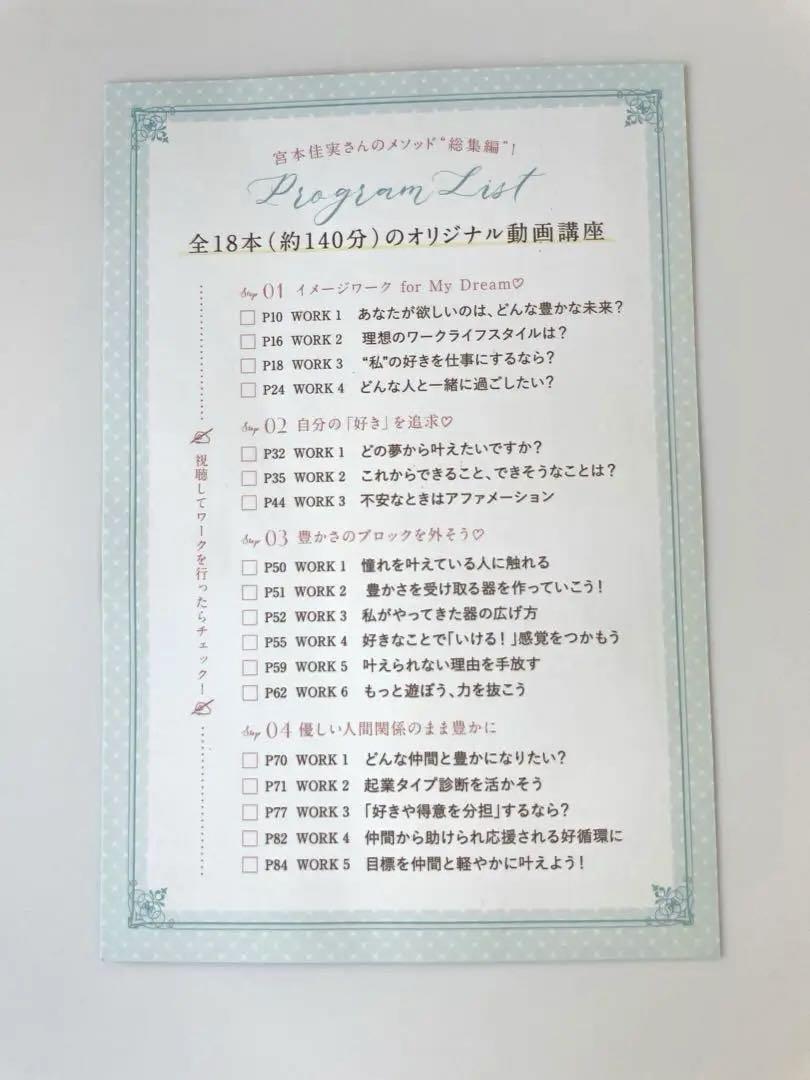 宮本佳実さんのメソッド“総集編”!
Program List
全18本(約140分)のオリジナル動画講座
Step 01 イメージワーク for My Dream♡
□ P10 WORK 1 あなたが欲しいのは、どんな豊かな未来?
□ P16 WORK 2 理想のワークライフスタイルは?
□ P18 WORK 3 “私”の好きを仕事にするなら?
□ P24 WORK 4 どんな人と一緒に過ごしたい?
Step 02 自分の「好き」を追求♡
□ P32 WORK 1 どの夢から叶えたいですか?
□ P35 WORK 2 これからできること、できそうなことは?
□ P44 WORK 3 不安なときはアファメーション
Step 03 豊かさのブロックを外そう♡
□ P50 WORK 1 憧れを叶えている人に触れる
□ P51 WORK 2 豊かさを受け取る器を作っていこう!
□ P52 WORK 3 私がやってきた器の広げ方
□ P55 WORK 4 好きなことで「いける!」感覚をつかもう
□ P59 WORK 5 叶えられない理由を手放す
□ P62 WORK 6 もっと遊ぼう、力を抜こう
Step 04 優しい人間関係のまま豊かに
□ P70 WORK 1 どんな仲間と豊かになりたい?
□ P71 WORK 2 起業タイプ診断を活かそう
□ P77 WORK 3 「好きや得意を分担」するなら?
□ P82 WORK 4 仲間から助けられ応援される好循環に
□ P84 WORK 5 目標を仲間と軽やかに叶えよう!
視聴してワークを行ったらチェック!